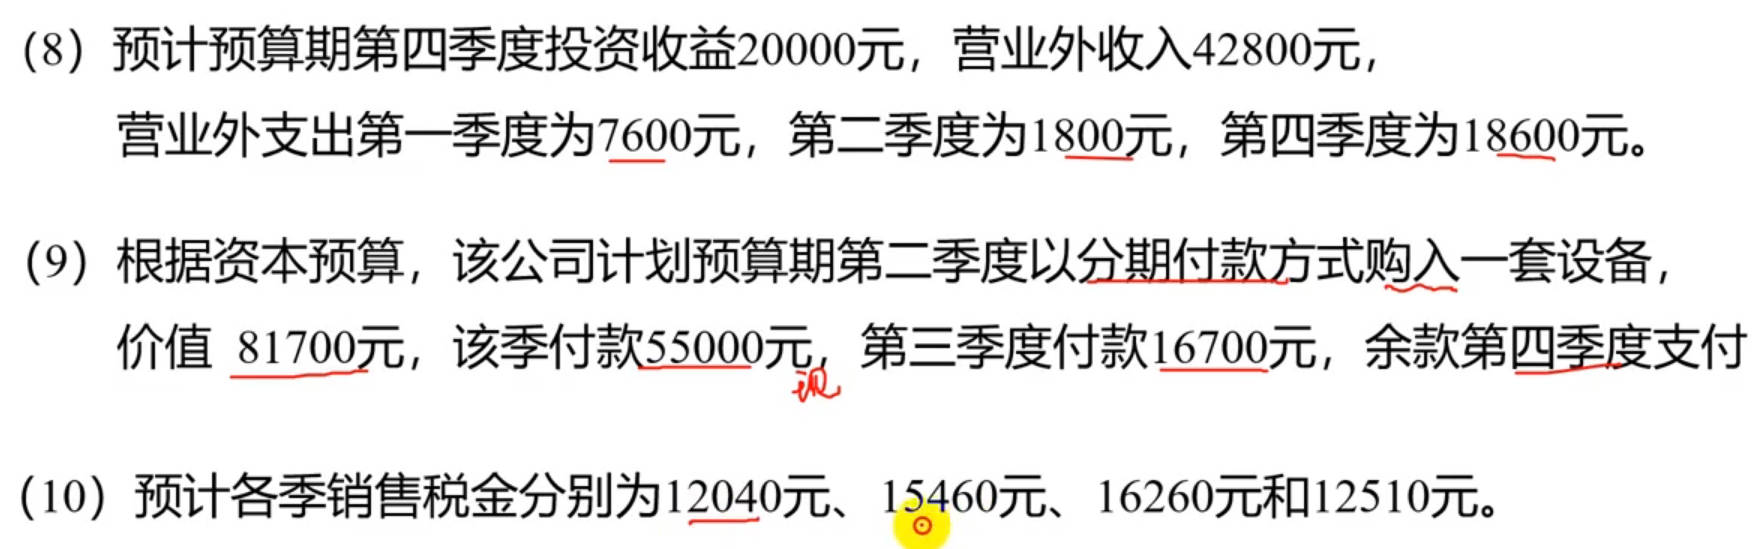 （8）预计预算期第四季度投资收益20000元，营业外收入42800元，
营业外支出第一季度为7600元，第二季度为1800元，第四季度为18600元。
（9）根据资本预算，该公司计划预算期第二季度以分期付款方式购入一套设备，
价值 81700元，该季付款55000元，第三季度付款16700元，余款第四季度支付
（10）预计各季销售税金分别为12040元、15460元、16260元和12510元。